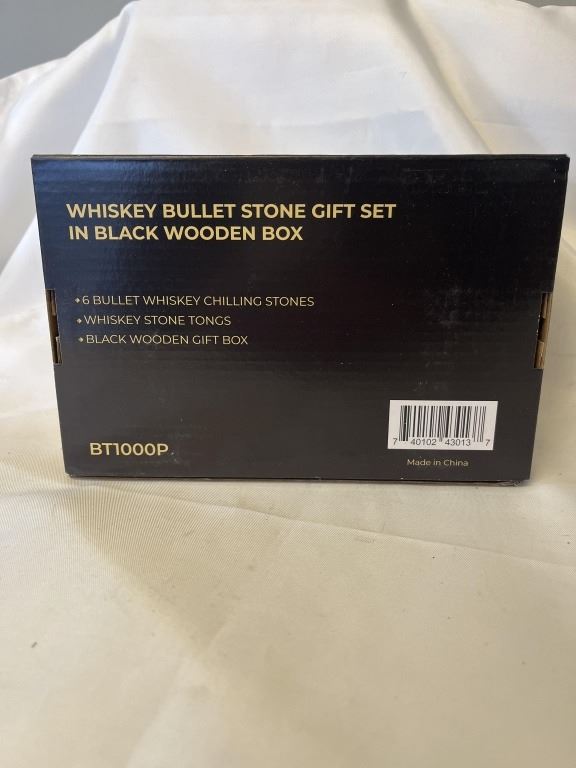 WHISKEY BULLET STONE GIFT SET
IN BLACK WOODEN BOX
6 BULLET WHISKEY CHILLING STONES
WHISKEY STONE TONGS
BLACK WOODEN GIFT BOX
BT1000P
7 40102 43013 7
Made in China